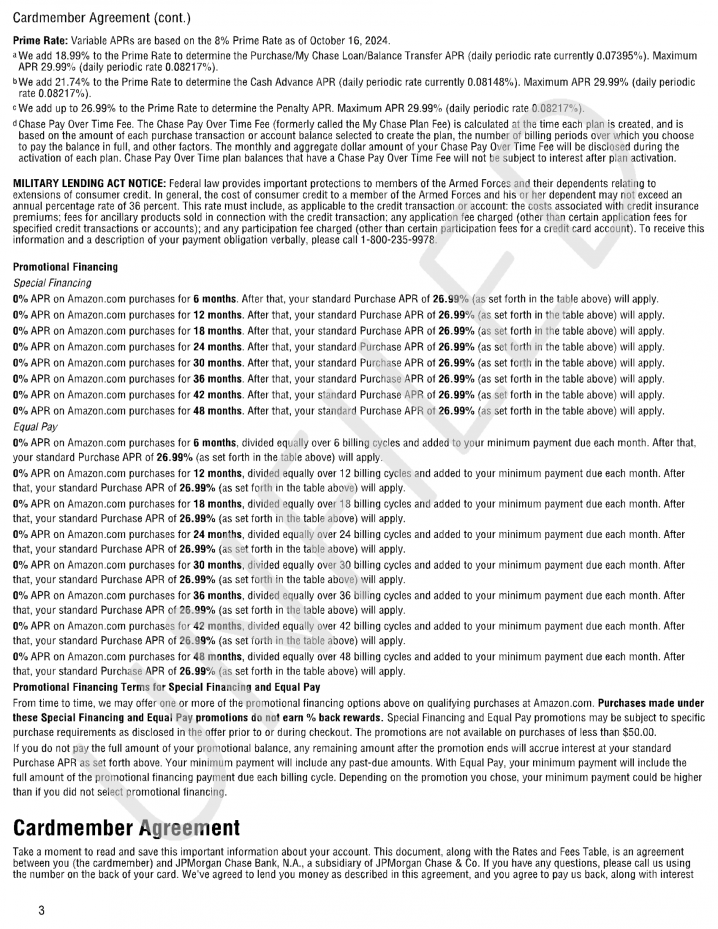 Cardmember Agreement (cont.)
Prime Rate: Variable APRs are based on the 8% Prime Rate as of October 16, 2024.
a We add 18.99% to the Prime Rate to determine the Purchase/My Chase Loan/Balance Transfer APR (daily periodic rate currently 0.07395%). Maximum
APR 29.99% (daily periodic rate 0.08217%).
b We add 21.74% to the Prime Rate to determine the Cash Advance APR (daily periodic rate currently 0.08148%). Maximum APR 29.99% (daily periodic
rate 0.08217%).
c We add up to 26.99% to the Prime Rate to determine the Penalty APR. Maximum APR 29.99% (daily periodic rate 0.08217%).
d Chase Pay Over Time Fee. The Chase Pay Over Time Fee (formerly called the My Chase Plan Fee) is calculated at the time each plan is created, and is
based on the amount of each purchase transaction or account balance selected to create the plan, the number of billing periods over which you choose
to pay the balance in full, and other factors. The monthly and aggregate dollar amount of your Chase Pay Over Time Fee will be disclosed during the
activation of each plan. Chase Pay Over Time plan balances that have a Chase Pay Over Time Fee will not be subject to interest after plan activation.
MILITARY LENDING ACT NOTICE: Federal law provides important protections to members of the Armed Forces and their dependents relating to
extensions of consumer credit. In general, the cost of consumer credit to a member of the Armed Forces and his or her dependent may not exceed an
annual percentage rate of 36 percent. This rate must include, as applicable to the credit transaction or account: the costs associated with credit insurance
premiums; fees for ancillary products sold in connection with the credit transaction; any application fee charged (other than certain application fees for
specified credit transactions or accounts); and any participation fee charged (other than certain participation fees for a credit card account). To receive this
information and a description of your payment obligation verbally, please call 1-800-235-9978.
Promotional Financing
Special Financing
0% APR on Amazon.com purchases for 6 months. After that, your standard Purchase APR of 26.99% (as set forth in the table above) will apply.
0% APR on Amazon.com purchases for 12 months. After that, your standard Purchase APR of 26.99% (as set forth in the table above) will apply.
0% APR on Amazon.com purchases for 18 months. After that, your standard Purchase APR of 26.99% (as set forth in the table above) will apply.
0% APR on Amazon.com purchases for 24 months. After that, your standard Purchase APR of 26.99% (as set forth in the table above) will apply.
0% APR on Amazon.com purchases for 30 months. After that, your standard Purchase APR of 26.99% (as set forth in the table above) will apply.
0% APR on Amazon.com purchases for 36 months. After that, your standard Purchase APR of 26.99% (as set forth in the table above) will apply.
0% APR on Amazon.com purchases for 42 months. After that, your standard Purchase APR of 26.99% (as set forth in the table above) will apply.
0% APR on Amazon.com purchases for 48 months. After that, your standard Purchase APR of 26.99% (as set forth in the table above) will apply.
Equal Pay
0% APR on Amazon.com purchases for 6 months, divided equally over 6 billing cycles and added to your minimum payment due each month. After that,
your standard Purchase APR of 26.99% (as set forth in the table above) will apply.
0% APR on Amazon.com purchases for 12 months, divided equally over 12 billing cycles and added to your minimum payment due each month. After
that, your standard Purchase APR of 26.99% (as set forth in the table above) will apply.
0% APR on Amazon.com purchases for 18 months, divided equally over 18 billing cycles and added to your minimum payment due each month. After
that, your standard Purchase APR of 26.99% (as set forth in the table above) will apply.
0% APR on Amazon.com purchases for 24 months, divided equally over 24 billing cycles and added to your minimum payment due each month. After
that, your standard Purchase APR of 26.99% (as set forth in the table above) will apply.
0% APR on Amazon.com purchases for 30 months, divided equally over 30 billing cycles and added to your minimum payment due each month. After
that, your standard Purchase APR of 26.99% (as set forth in the table above) will apply.
0% APR on Amazon.com purchases for 36 months, divided equally over 36 billing cycles and added to your minimum payment due each month. After
that, your standard Purchase APR of 26.99% (as set forth in the table above) will apply.
0% APR on Amazon.com purchases for 42 months, divided equally over 42 billing cycles and added to your minimum payment due each month. After
that, your standard Purchase APR of 26.99% (as set forth in the table above) will apply.
0% APR on Amazon.com purchases for 48 months, divided equally over 48 billing cycles and added to your minimum payment due each month. After
that, your standard Purchase APR of 26.99% (as set forth in the table above) will apply.
Promotional Financing Terms for Special Financing and Equal Pay
From time to time, we may offer one or more of the promotional financing options above on qualifying purchases at Amazon.com. Purchases made under
these Special Financing and Equal Pay promotions do not earn % back rewards. Special Financing and Equal Pay promotions may be subject to specific
purchase requirements as disclosed in the offer prior to or during checkout. The promotions are not available on purchases of less than $50.00.
If you do not pay the full amount of your promotional balance, any remaining amount after the promotion ends will accrue interest at your standard
Purchase APR as set forth above. Your minimum payment will include any past-due amounts. With Equal Pay, your minimum payment will include the
full amount of the promotional financing payment due each billing cycle. Depending on the promotion you chose, your minimum payment could be higher
than if you did not select promotional financing.
Cardmember Agreement
Take a moment to read and save this important information about your account. This document, along with the Rates and Fees Table, is an agreement
between you (the cardmember) and JPMorgan Chase Bank, N.A., a subsidiary of JPMorgan Chase & Co. If you have any questions, please call us using
the number on the back of your card. We've agreed to lend you money as described in this agreement, and you agree to pay us back, along with interest
3
UNFILED